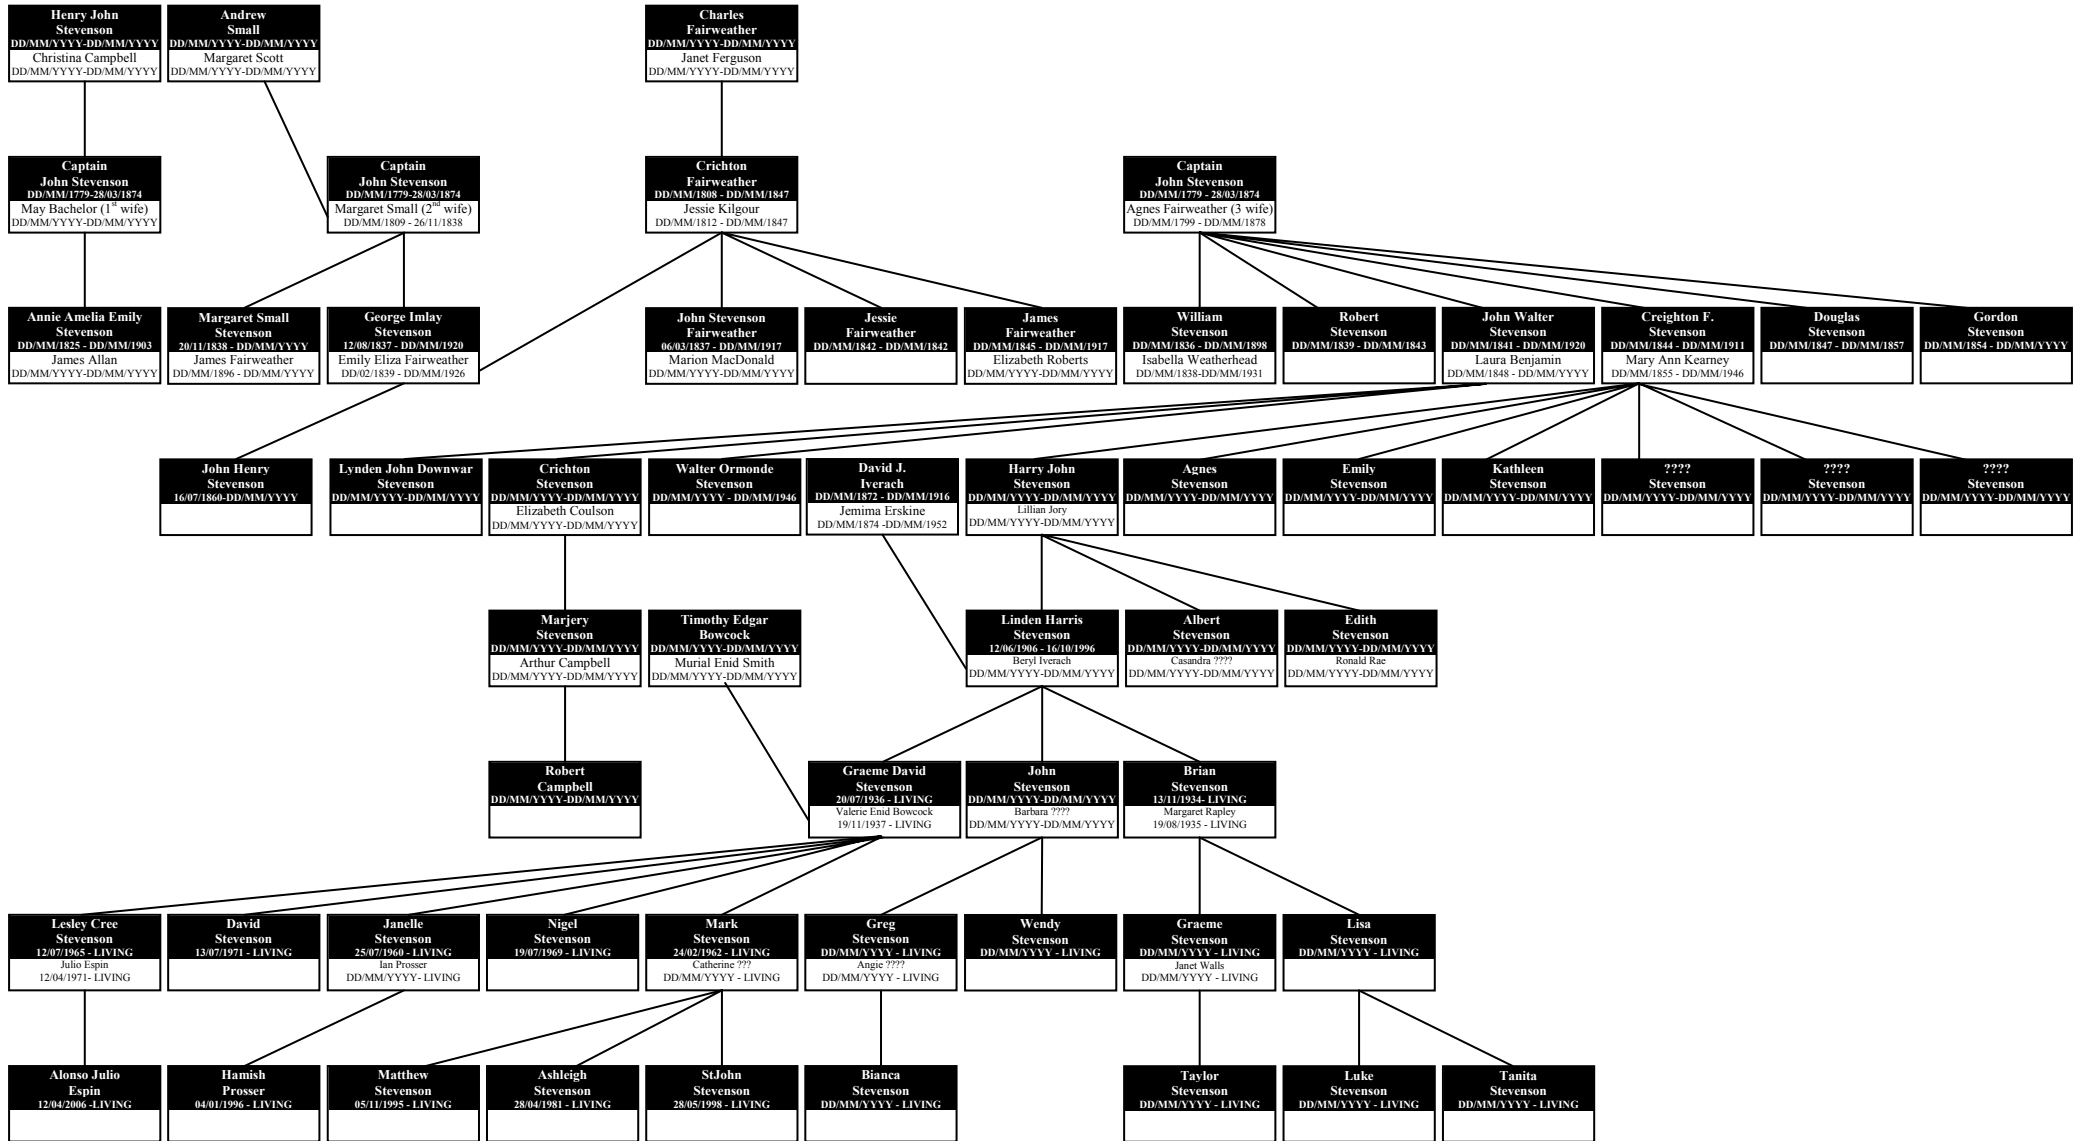 Henry John
Stevenson
DD/MM/YYYY-DD/MM/YYYY
Christina Campbell
DD/MM/YYYY-DD/MM/YYYY
Andrew
Small
DD/MM/YYYY-DD/MM/YYYY
Margaret Scott
DD/MM/YYYY-DD/MM/YYYY
Charles
Fairweather
DD/MM/YYYY-DD/MM/YYYY
Janet Ferguson
DD/MM/YYYY-DD/MM/YYYY
Captain
John Stevenson
DD/MM/1779-28/03/1874
May Bachelor (1st wife)
DD/MM/YYYY-DD/MM/YYYY
Captain
John Stevenson
DD/MM/1779-28/03/1874
Margaret Small (2nd wife)
DD/MM/1809 - 26/11/1838
Crichton
Fairweather
DD/MM/1808 - DD/MM/1847
Jessie Kilgour
DD/MM/1812 - DD/MM/1847
Captain
John Stevenson
DD/MM/1779 - 28/03/1874
Agnes Fairweather (3 wife)
DD/MM/1799 - DD/MM/1878
Annie Amelia Emily
Stevenson
DD/MM/1825 - DD/MM/1903
James Allan
DD/MM/YYYY-DD/MM/YYYY
Margaret Small
Stevenson
20/11/1838 - DD/MM/YYYY
James Fairweather
DD/MM/1896 - DD/MM/YYYY
George Imlay
Stevenson
12/08/1837 - DD/MM/1920
Emily Eliza Fairweather
DD/02/1839 - DD/MM/1926
John Stevenson
Fairweather
06/03/1837 - DD/MM/1917
Marion MacDonald
DD/MM/YYYY-DD/MM/YYYY
Jessie
Fairweather
DD/MM/1842 - DD/MM/1842
James
Fairweather
DD/MM/1845 - DD/MM/1917
Elizabeth Roberts
DD/MM/YYYY-DD/MM/YYYY
William
Stevenson
DD/MM/1836 - DD/MM/1898
Isabella Weatherhead
DD/MM/1838-DD/MM/1931
Robert
Stevenson
DD/MM/1839 - DD/MM/1843
John Walter
Stevenson
DD/MM/1841 - DD/MM/1920
Laura Benjamin
DD/MM/1848 - DD/MM/YYYY
Creighton F.
Stevenson
DD/MM/1844 - DD/MM/1911
Mary Ann Kearney
DD/MM/1855 - DD/MM/1946
Douglas
Stevenson
DD/MM/1847 - DD/MM/1857
Gordon
Stevenson
DD/MM/1854 - DD/MM/YYYY
John Henry
Stevenson
16/07/1860-DD/MM/YYYY
Lynden John Downwar
Stevenson
DD/MM/YYYY-DD/MM/YYYY
Crichton
Stevenson
DD/MM/YYYY-DD/MM/YYYY
Elizabeth Coulson
DD/MM/YYYY-DD/MM/YYYY
Walter Ormonde
Stevenson
DD/MM/YYYY - DD/MM/1946
David J.
Iverach
DD/MM/1872 - DD/MM/1916
Jemima Erskine
DD/MM/1874 -DD/MM/1952
Harry John
Stevenson
DD/MM/YYYY-DD/MM/YYYY
Lillian Jory
DD/MM/YYYY-DD/MM/YYYY
Agnes
Stevenson
DD/MM/YYYY-DD/MM/YYYY
Emily
Stevenson
DD/MM/YYYY-DD/MM/YYYY
Kathleen
Stevenson
DD/MM/YYYY-DD/MM/YYYY
????
Stevenson
DD/MM/YYYY-DD/MM/YYYY
????
Stevenson
DD/MM/YYYY-DD/MM/YYYY
????
Stevenson
DD/MM/YYYY-DD/MM/YYYY
Marjery
Stevenson
DD/MM/YYYY-DD/MM/YYYY
Arthur Campbell
DD/MM/YYYY-DD/MM/YYYY
Timothy Edgar
Bowcock
DD/MM/YYYY-DD/MM/YYYY
Murial Enid Smith
DD/MM/YYYY-DD/MM/YYYY
Linden Harris
Stevenson
12/06/1906 - 16/10/1996
Beryl Iverach
DD/MM/YYYY-DD/MM/YYYY
Albert
Stevenson
DD/MM/YYYY-DD/MM/YYYY
Casandra ????
DD/MM/YYYY-DD/MM/YYYY
Edith
Stevenson
DD/MM/YYYY-DD/MM/YYYY
Ronald Rae
DD/MM/YYYY-DD/MM/YYYY
Robert
Campbell
DD/MM/YYYY-DD/MM/YYYY
Graeme David
Stevenson
20/07/1936 - LIVING
Valerie Enid Bowcock
19/11/1937 - LIVING
John
Stevenson
DD/MM/YYYY-DD/MM/YYYY
Barbara ????
DD/MM/YYYY-DD/MM/YYYY
Brian
Stevenson
13/11/1934- LIVING
Margaret Rapley
19/08/1935 - LIVING
Lesley Cree
Stevenson
12/07/1965 - LIVING
Julio Espin
12/04/1971- LIVING
David
Stevenson
13/07/1971 - LIVING
Janelle
Stevenson
25/07/1960 - LIVING
Ian Prosser
DD/MM/YYYY- LIVING
Nigel
Stevenson
19/07/1969 - LIVING
Mark
Stevenson
24/02/1962 - LIVING
Catherine ???
DD/MM/YYYY - LIVING
Greg
Stevenson
DD/MM/YYYY - LIVING
Angie ????
DD/MM/YYYY - LIVING
Wendy
Stevenson
DD/MM/YYYY - LIVING
Graeme
Stevenson
DD/MM/YYYY - LIVING
Janet Walls
DD/MM/YYYY - LIVING
Lisa
Stevenson
DD/MM/YYYY - LIVING
Alonso Julio
Espin
12/04/2006 -LIVING
Hamish
Prosser
04/01/1996 - LIVING
Matthew
Stevenson
05/11/1995 - LIVING
Ashleigh
Stevenson
28/04/1981 - LIVING
StJohn
Stevenson
28/05/1998 - LIVING
Bianca
Stevenson
DD/MM/YYYY - LIVING
Taylor
Stevenson
DD/MM/YYYY - LIVING
Luke
Stevenson
DD/MM/YYYY - LIVING
Tanita
Stevenson
DD/MM/YYYY - LIVING